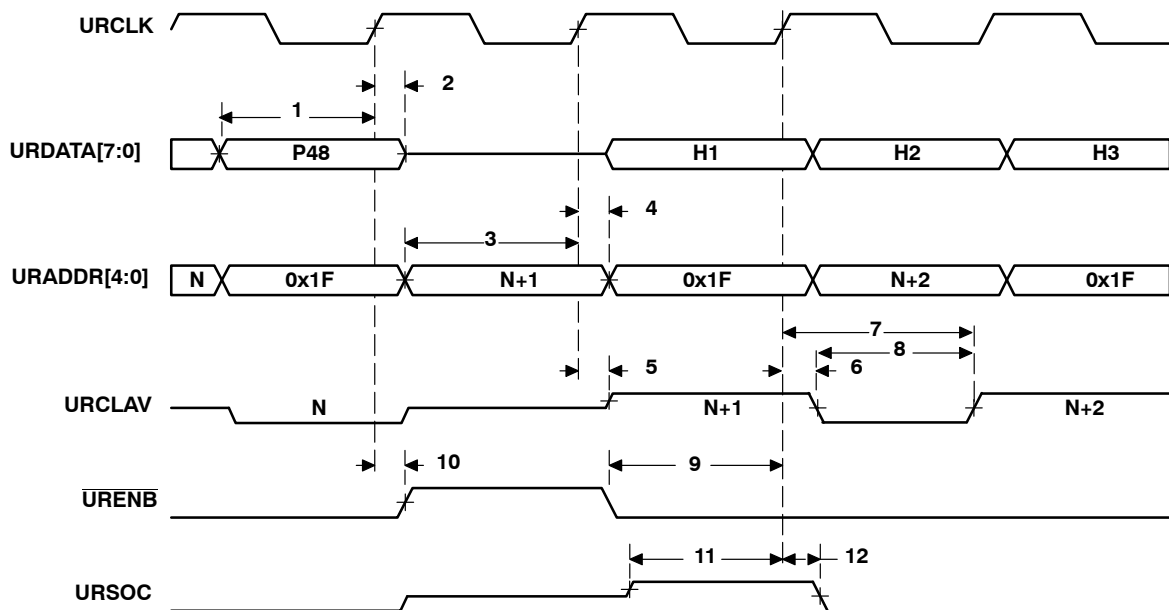 URCLK
2
1
URDATA[7:0]
P48
H1
H2
H3
4
3
URADDR[4:0]
N
0x1F
N+1
0x1F
N+2
0x1F
7
8
5
6
URCLAV
N
N+1
N+2
10
9
URENB
11
12
URSOC